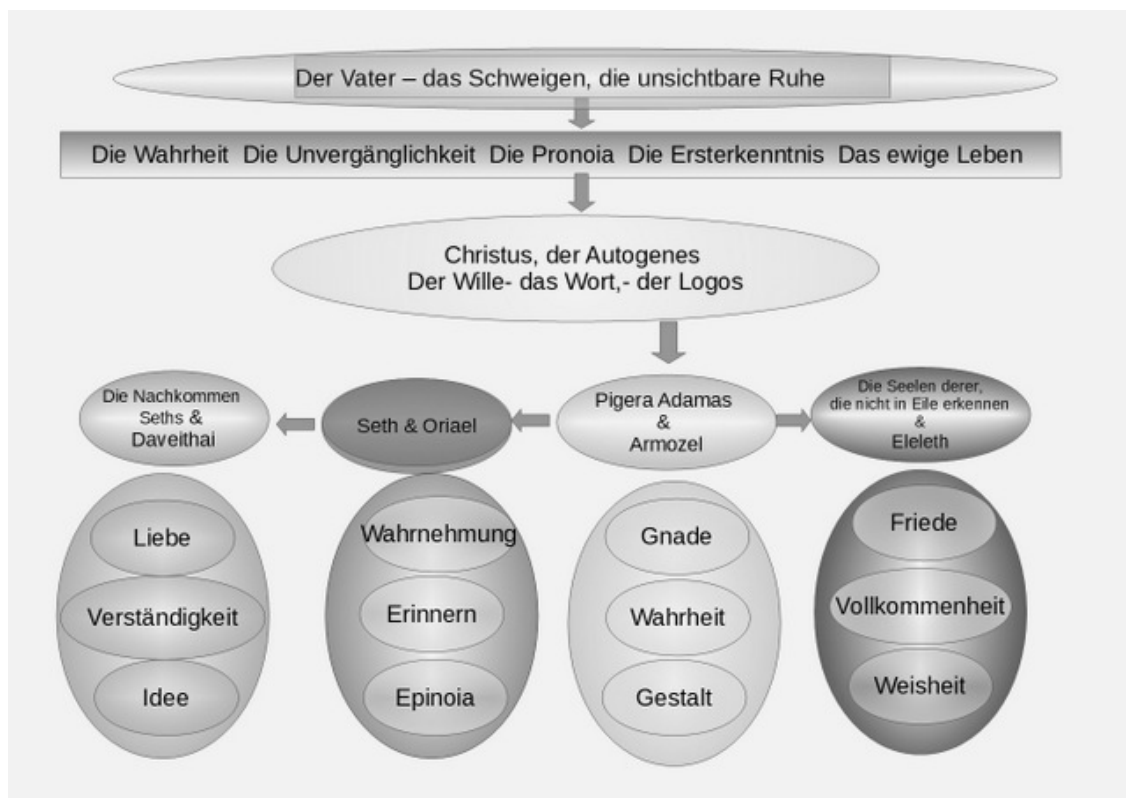 Der Vater – das Schweigen, die unsichtbare Ruhe
Die Wahrheit Die Unvergänglichkeit Die Pronoia Die Ersterkenntnis Das ewige Leben
Christus, der Autogenes
Der Wille- das Wort,- der Logos
Die Nachkommen
Seths &
Daveithai
Seth & Oriael
Pigera Adamas
&
Armozel
Die Seelen derer,
die nicht in Eile erkennen
&
Eleleth
Liebe
Verständigkeit
Idee
Wahrnehmung
Erinnern
Epinoia
Gnade
Wahrheit
Gestalt
Friede
Vollkommenheit
Weisheit